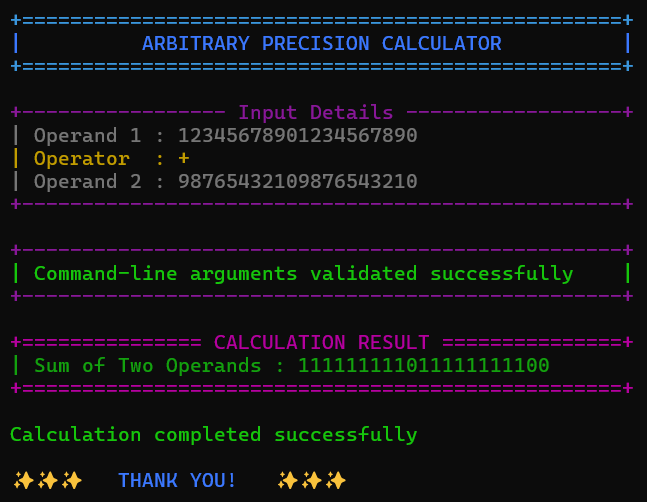 +==================================================+
| ARBITRARY PRECISION CALCULATOR |
+==================================================+
+----------------- Input Details ------------------+
| Operand 1 : 12345678901234567890
| Operator : +
| Operand 2 : 98765432109876543210
+--------------------------------------------------+
+--------------------------------------------------+
| Command-line arguments validated successfully |
+--------------------------------------------------+
+=============== CALCULATION RESULT ===============+
| Sum of Two Operands : 111111111011111111100
+==================================================+
Calculation completed successfully
✨✨✨ THANK YOU! ✨✨✨